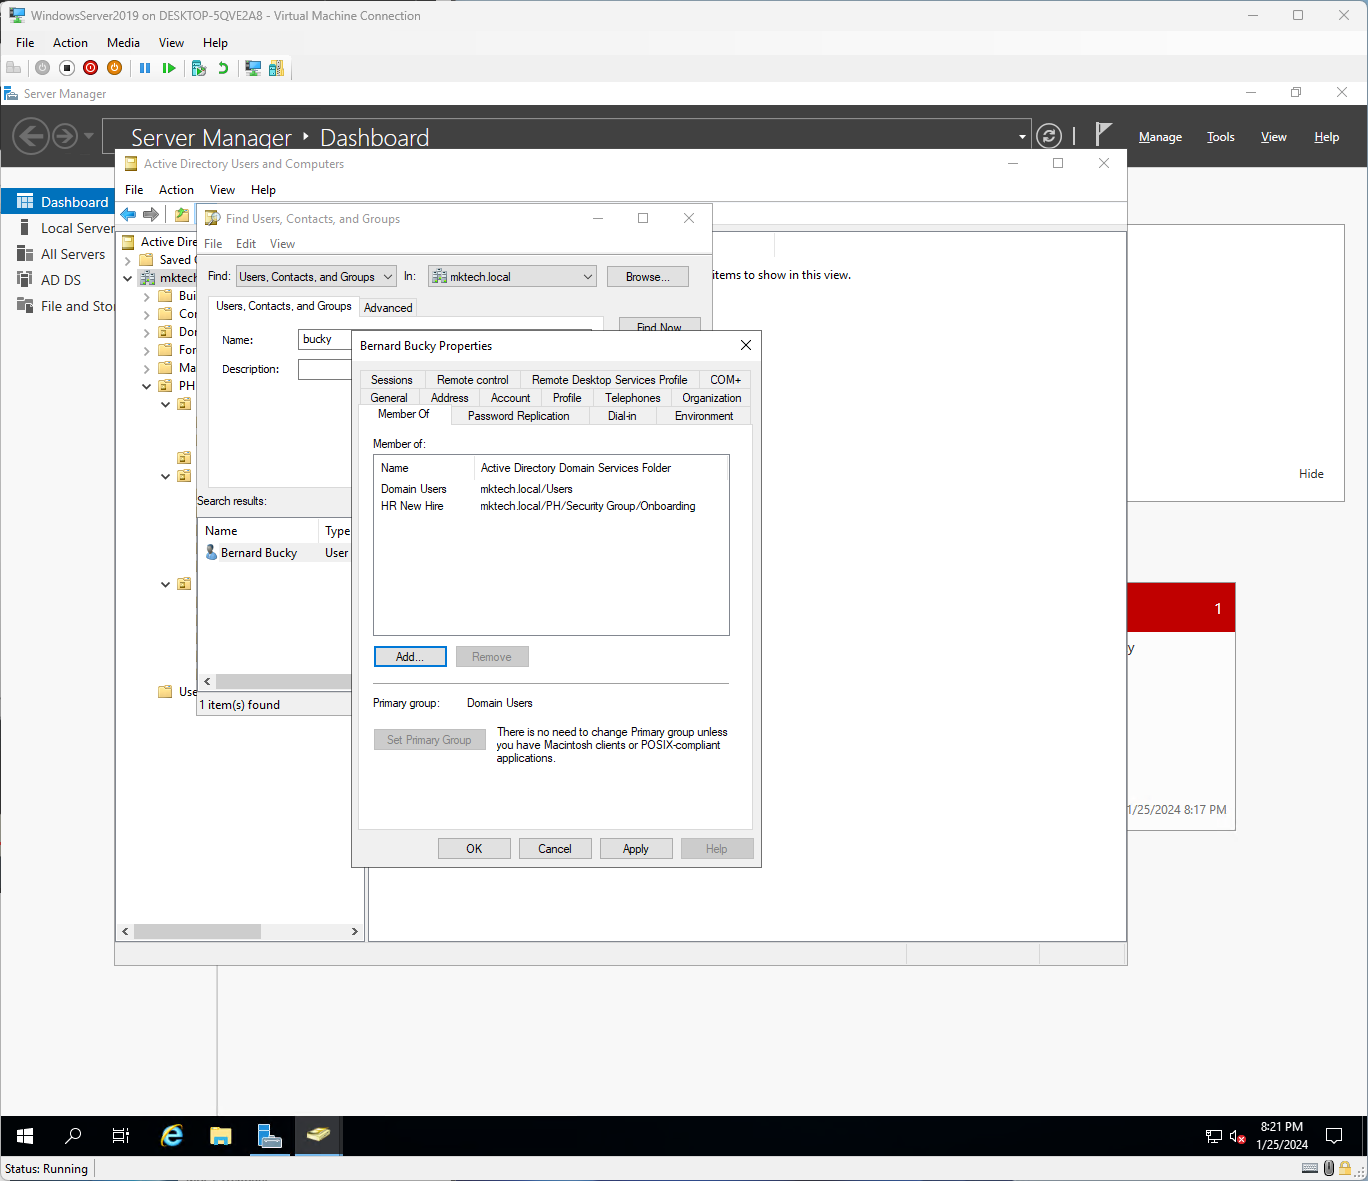 WindowsServer2019 on DESKTOP-5QVE2A8 - Virtual Machine Connection
File Action Media View Help
Server Manager
Server Manager ‣ Dashboard
Manage Tools View Help
Active Directory Users and Computers
File Action View Help
Dashboard
Local Server
All Servers
AD DS
File and Sto
Active Dire
Saved
mktech
Bui
Co
Dor
For
Ma
PH
Use
Find Users, Contacts, and Groups
File Edit View
Find: Users, Contacts, and Groups In: mktech.local Browse...
items to show in this view.
Users, Contacts, and Groups Advanced
Find Now
Name: bucky
Description:
Search results:
Name Type
Bernard Bucky User
1 item(s) found
Bernard Bucky Properties
Sessions Remote control Remote Desktop Services Profile COM+
General Address Account Profile Telephones Organization
Member Of Password Replication Dial-in Environment
Member of:
Name Active Directory Domain Services Folder
Domain Users mktech.local/Users
HR New Hire mktech.local/PH/Security Group/Onboarding
Add... Remove
Primary group: Domain Users
Set Primary Group
There is no need to change Primary group unless
you have Macintosh clients or POSIX-compliant
applications.
OK Cancel Apply Help
Hide
1
y
1/25/2024 8:17 PM
8:21 PM
1/25/2024
Status: Running